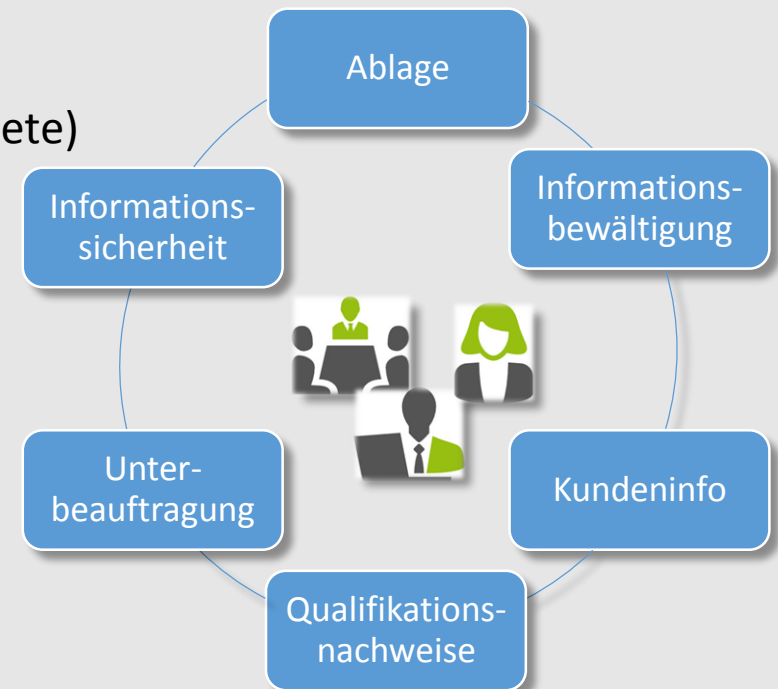 ete)
Ablage
Informations-
bewältigung
Kundeninfo
Qualifikations-
nachweise
Unter-
beauftragung
Informations-
sicherheit